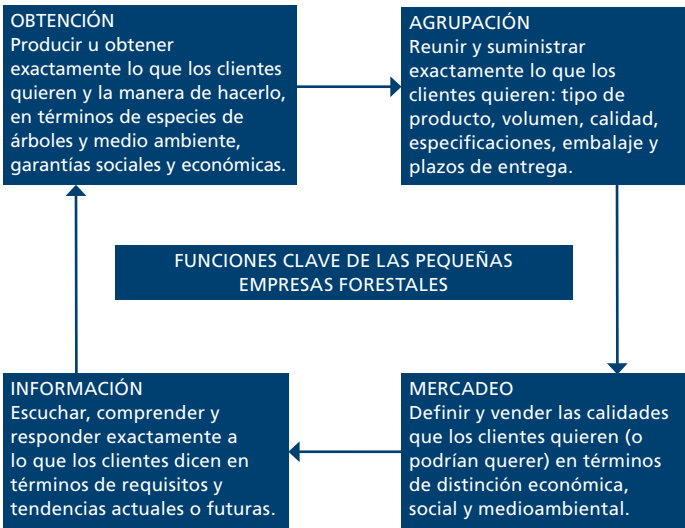 OBTENCIÓN
Producir u obtener
exactamente lo que los clientes
quieren y la manera de hacerlo,
en términos de especies de
árboles y medio ambiente,
garantías sociales y económicas.
AGRUPACIÓN
Reunir y suministrar
exactamente lo que los
clientes quieren: tipo de
producto, volumen, calidad,
especificaciones, embalaje y
plazos de entrega.
FUNCIONES CLAVE DE LAS PEQUEÑAS
EMPRESAS FORESTALES
INFORMACIÓN
Escuchar, comprender y
responder exactamente a
lo que los clientes dicen en
términos de requisitos y
tendencias actuales o futuras.
MERCADEO
Definir y vender las calidades
que los clientes quieren (o
podrían querer) en términos
de distinción económica,
social y medioambiental.